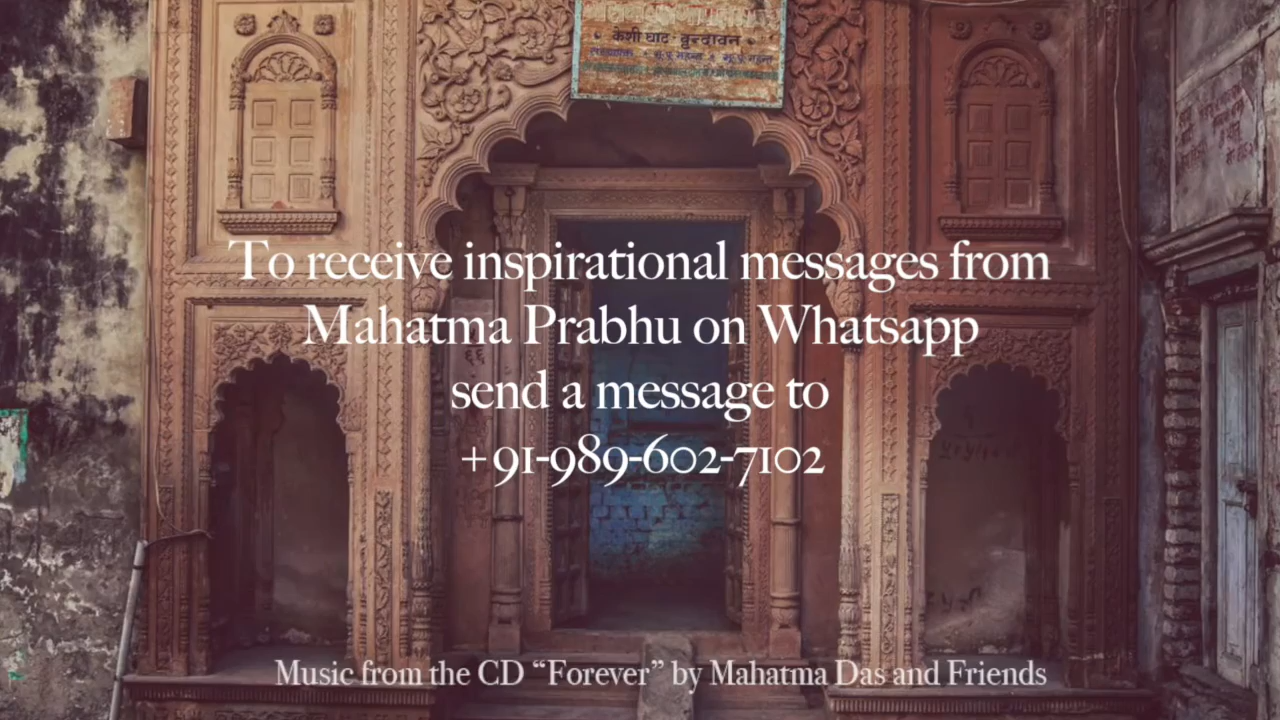 केशी घाट - वृन्दावन
To receive inspirational messages from
Mahatma Prabhu on Whatsapp
send a message to
+91-989-602-7102
Music from the CD “Forever” by Mahatma Das and Friends